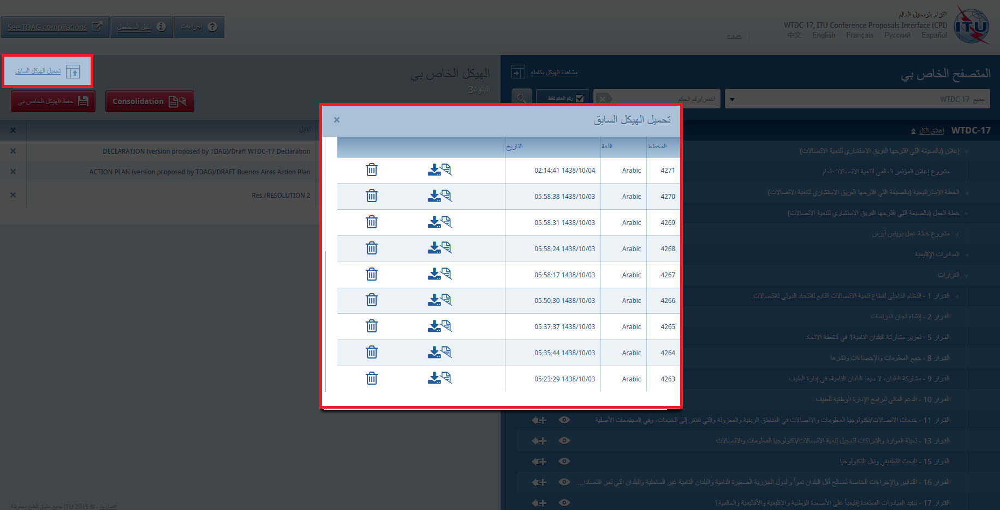 التزام بتوصيل العالم
WTDC-17, ITU Conference Proposals Interface (CPI)
中文 English Français Русский Español
خروج
ITU
إجراءات
دليل المستعمل
See TDAG compilations
المتصفح الخاص بي
مشاهدة الهيكل بكامله
جميع WTDC-17
النص/رقم الحكم
رقم الحكم فقط
WTDC-17
إغلاق الكل
إعلان (بالصيغة التي اقترحها الفريق الاستشاري لتنمية الاتصالات)
مشروع إعلان المؤتمر العالمي لتنمية الاتصالات لعام
الخطة الاستراتيجية (بالصيغة التي اقترحها الفريق الاستشاري لتنمية الاتصالات)
خطة العمل (بالصيغة التي اقترحها الفريق الاستشاري لتنمية الاتصالات)
مشروع خطة عمل بوينس آيرس
المبادرات الإقليمية
القرارات
القرار 1 - النظام الداخلي لقطاع تنمية الاتصالات التابع للاتحاد الدولي للاتصالات
القرار 2 - إنشاء لجان الدراسات
القرار 5 - تعزيز مشاركة البلدان النامية1 في أنشطة الاتحاد
القرار 8 - جمع المعلومات والإحصاءات ونشرها
القرار 9 - مشاركة البلدان، لا سيما البلدان النامية، في إدارة الطيف
القرار 10 - الدعم المالي لبرامج الإدارة الوطنية للطيف
القرار 11 - خدمات الاتصالات/تكنولوجيا المعلومات والاتصالات في المناطق الريفية والمعزولة والتي تفتقر إلى الخدمات، وفي المجتمعات الأصلية
القرار 13 - تعبئة الموارد والشراكات لتعجيل تنمية الاتصالات/تكنولوجيا المعلومات والاتصالات
القرار 15 - البحث التطبيقي ونقل التكنولوجيا
القرار 16 - التدابير والإجراءات الخاصة لصالح أقل البلدان نمواً والدول الجزرية الصغيرة النامية والبلدان النامية غير الساحلية والبلدان التي تمر اقتصادا...
القرار 17 - تنفيذ المبادرات المعتمدة إقليمياً على الأصعدة الوطنية والإقليمية والأقاليمية والعالمية1
الهيكل الخاص بي
البنود3
تحميل الهيكل السابق
Consolidation
حفظ الهيكل الخاص بي
تقابل
DECLARATION (version proposed by TDAG)/Draft WTDC-17 Declaration
ACTION PLAN (version proposed by TDAG)/DRAFT Buenos Aires Action Plan
Res./RESOLUTION 2
تحميل الهيكل السابق
المخطط اللغة التاريخ
4271 Arabic 02:14:41 1438/10/04
4270 Arabic 05:58:38 1438/10/03
4269 Arabic 05:58:31 1438/10/03
4268 Arabic 05:58:24 1438/10/03
4267 Arabic 05:58:17 1438/10/03
4266 Arabic 05:50:30 1438/10/03
4265 Arabic 05:37:37 1438/10/03
4264 Arabic 05:35:44 1438/10/03
4263 Arabic 05:23:29 1438/10/03
اتصل بنا - © ITU 2015 جميع حقوق الطبع محفوظة